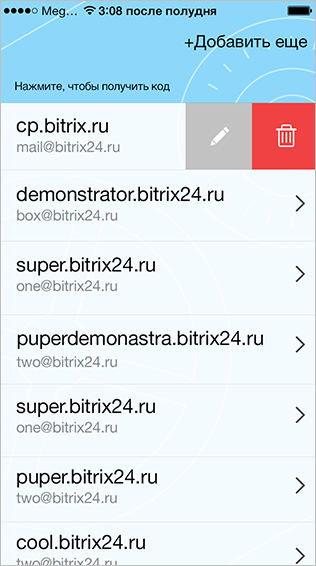 Meg... 3:08 после полудня
+Добавить еще
Нажмите, чтобы получить код
cp.bitrix.ru
mail@bitrix24.ru
demonstrator.bitrix24.ru
box@bitrix24.ru
super.bitrix24.ru
one@bitrix24.ru
puperdemonastra.bitrix24.ru
two@bitrix24.ru
super.bitrix24.ru
one@bitrix24.ru
puper.bitrix24.ru
two@bitrix24.ru
cool.bitrix24.ru
two@bitrix24.ru